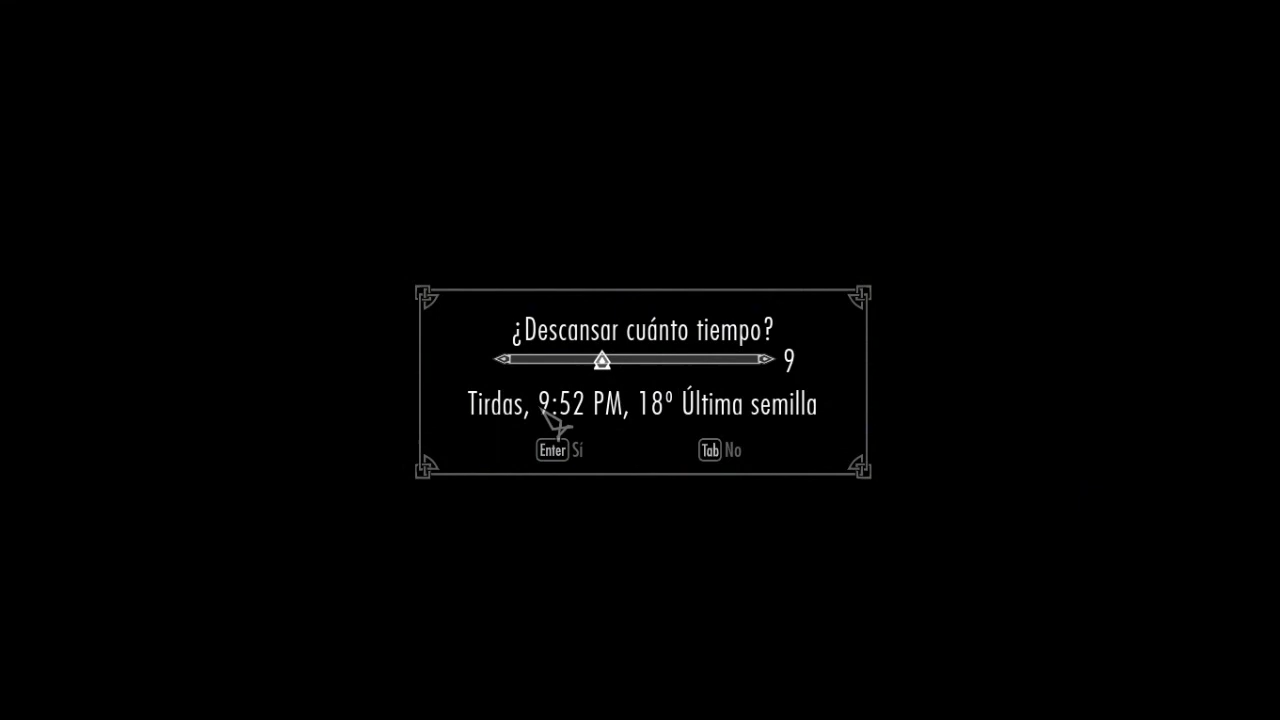 ¿Descansar cuánto tiempo?
9
Tirdas, 9:52 PM, 18º Última semilla
Enter Sí Tab No